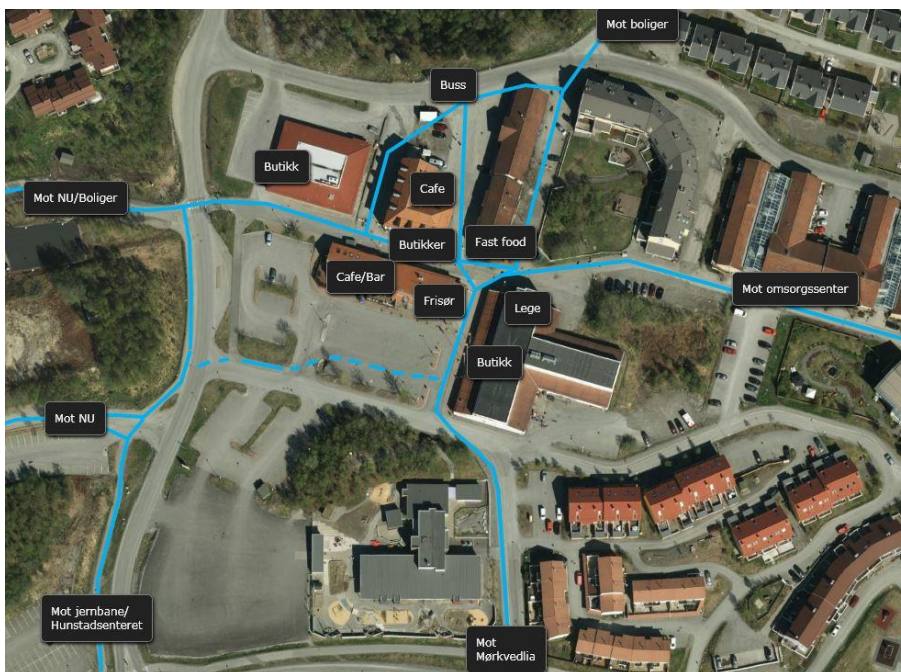 Mot boliger
Buss
Butikk
Cafe
Mot NU/Boliger
Butikker
Fast food
Cafe/Bar
Mot omsorgssenter
Frisør
Lege
Butikk
Mot NU
Mot jernbane/
Hunstadsenteret
Mot
Mørkvedlia